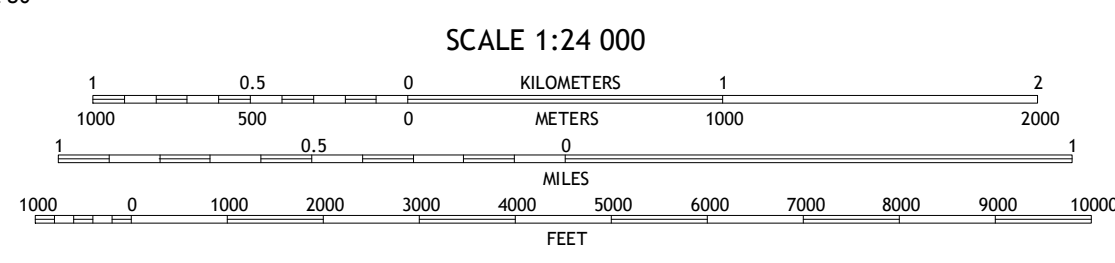 SCALE 1:24 000
1 0.5 0 KILOMETERS 1 2
1000 500 0 METERS 1000 2000
1 0.5 0 1
MILES
1000 0 1000 2000 3000 4000 5000 6000 7000 8000 9000 10000
FEET